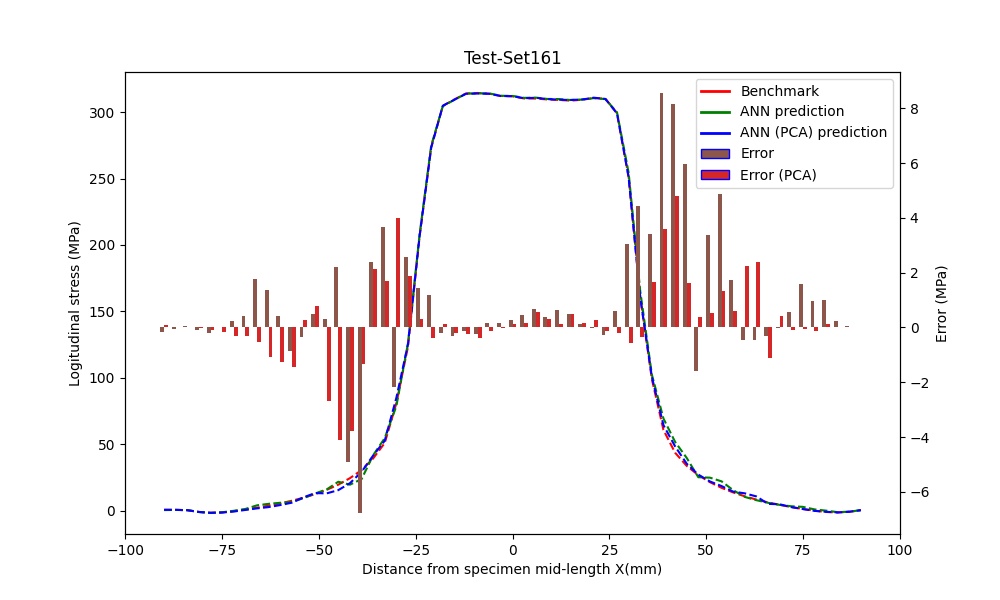 Test-Set161
Benchmark
ANN prediction
ANN (PCA) prediction
Error
Error (PCA)
Logitudinal stress (MPa)
300
250
200
150
100
50
0
8
6
4
2
0
−2
−4
−6
Error (MPa)
−100 −75 −50 −25 0 25 50 75 100
Distance from specimen mid-length X(mm)